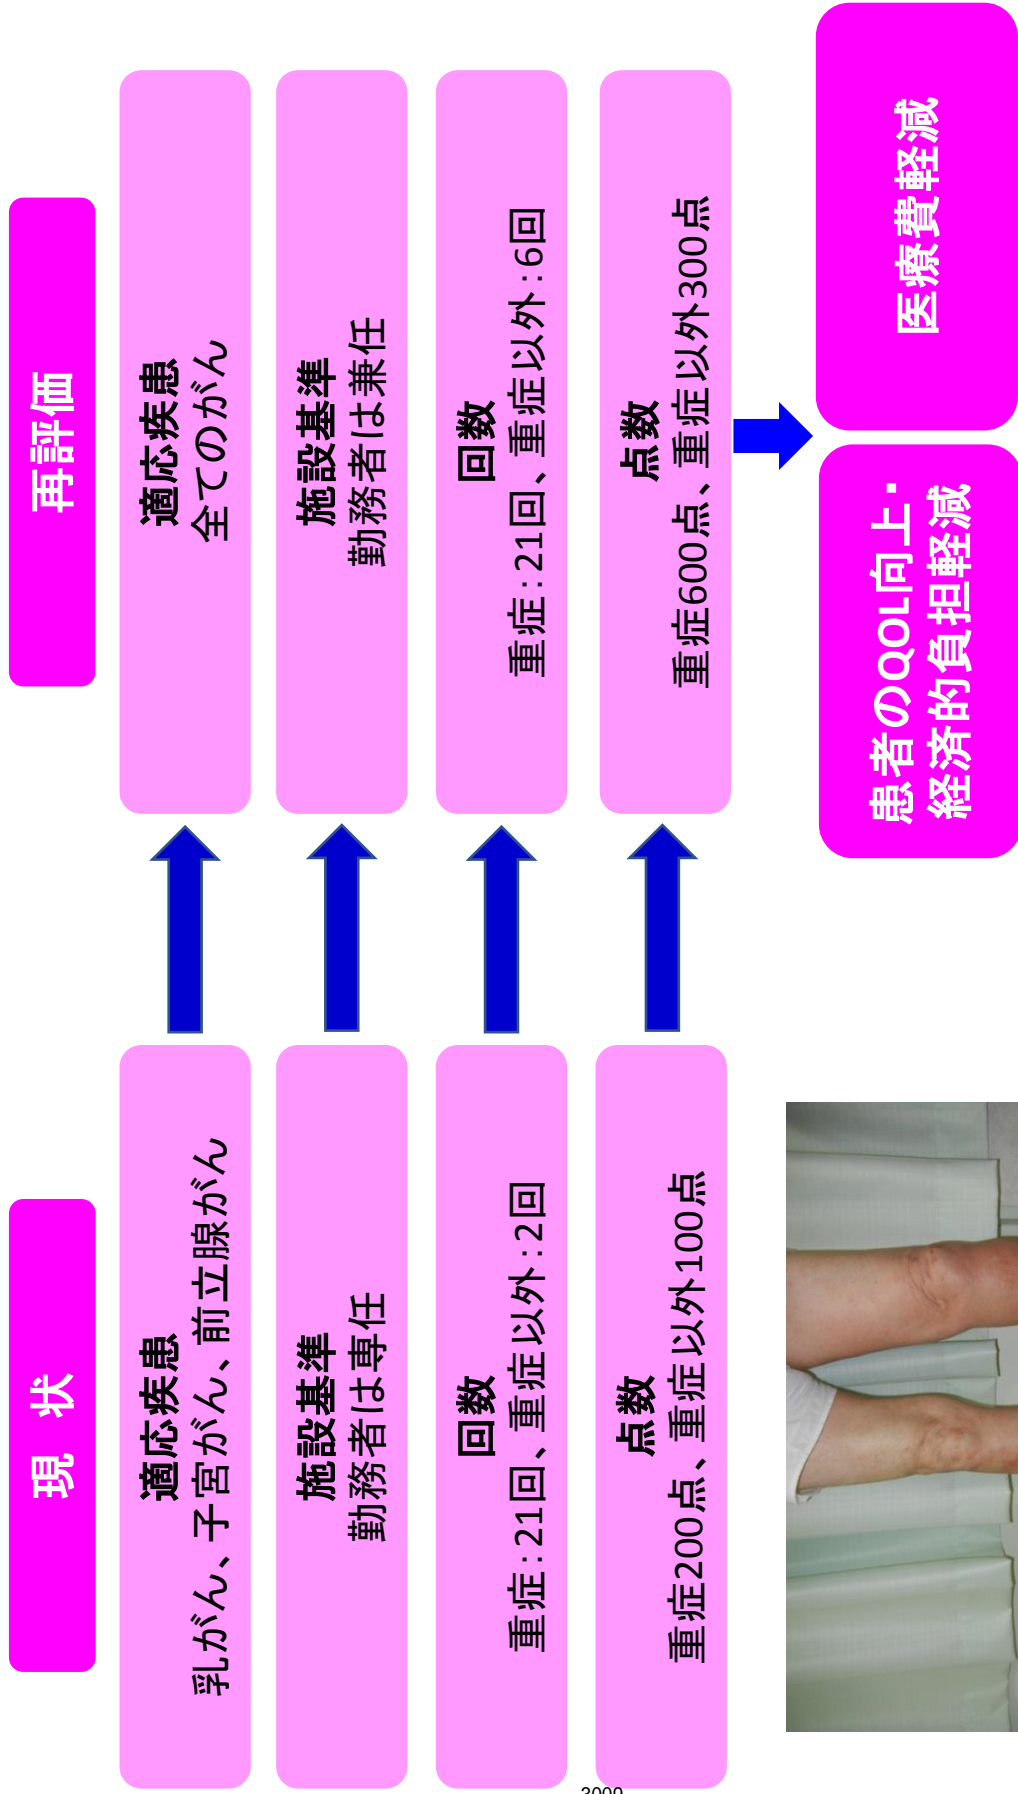 現 状
適応疾患
乳がん、子宮がん、前立腺がん
施設基準
勤務者は専任
回数
重症：21回、重症以外：2回
点数
重症200点、重症以外100点
再評価
適応疾患
全てのがん
施設基準
勤務者は兼任
回数
重症：21回、重症以外：6回
点数
重症600点、重症以外300点
患者のQOL向上・
経済的負担軽減
医療費軽減
3009